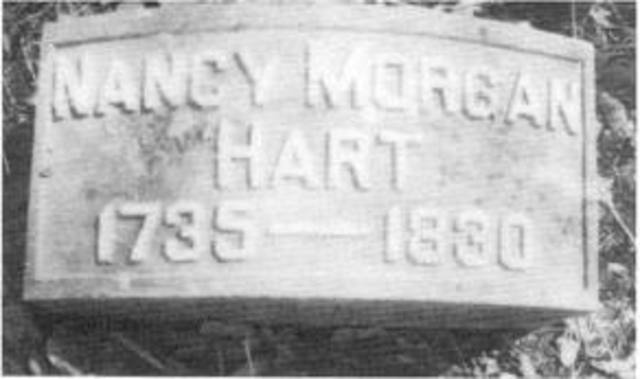 NANCY MORGAN
HART
1735 — 1830